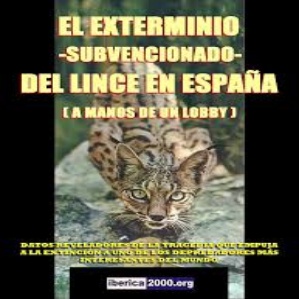 EL EXTERMINIO
-SUBVENCIONADO-
DEL LINCE EN ESPAÑA
( A MANOS DE UN LOBBY )
DATOS REVELADORES DE LA TRAGEDIA QUE EMPUJA
A LA EXTINCIÓN A UNO DE LOS DEPREDADORES MÁS
INTERESANTES DEL MUNDO
iberica2000.org